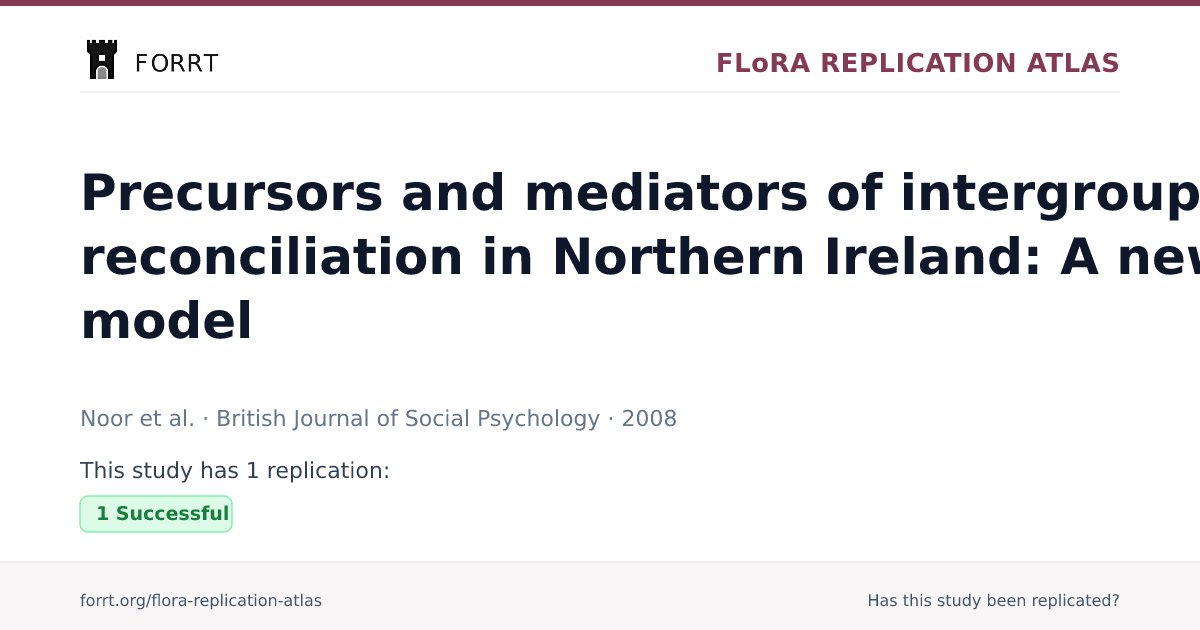 FORRT
FLoRA REPLICATION ATLAS
Precursors and mediators of intergroup
reconciliation in Northern Ireland: A new
model
Noor et al. · British Journal of Social Psychology · 2008
This study has 1 replication:
1 Successful
forrt.org/flora-replication-atlas
Has this study been replicated?